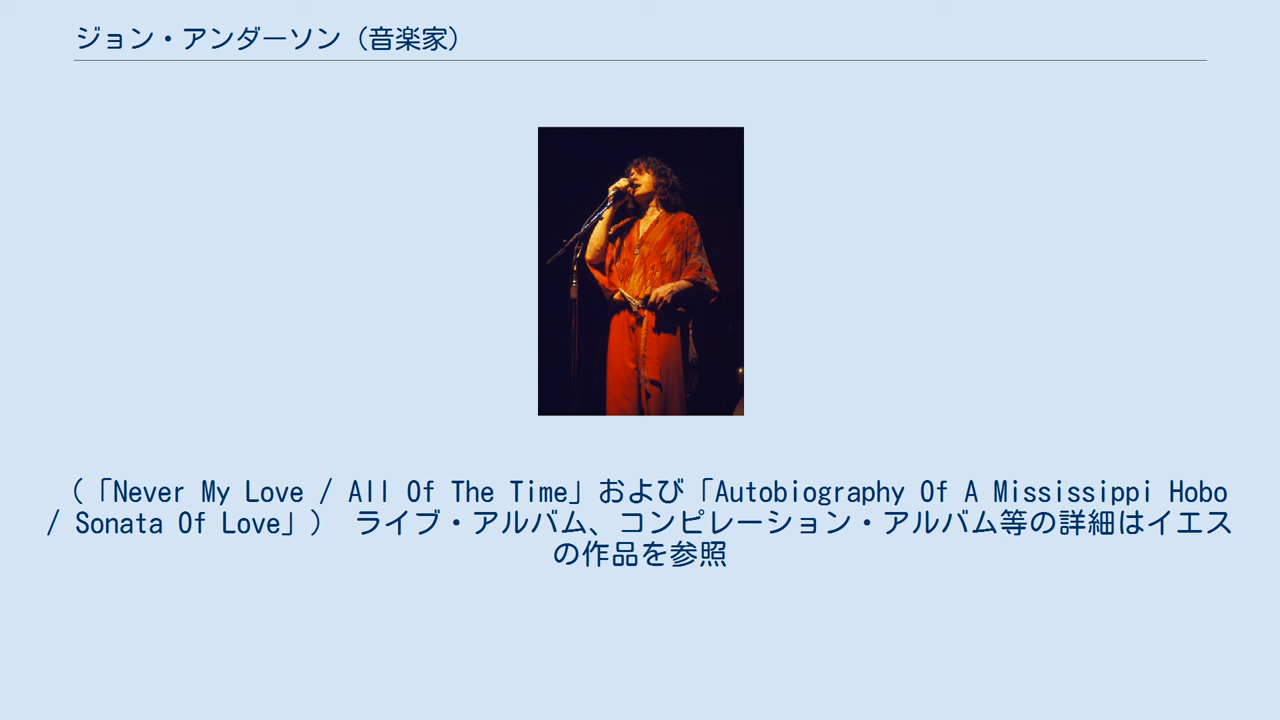 ジョン・アンダーソン（音楽家）
（「Never My Love / All Of The Time」および「Autobiography Of A Mississippi Hobo
/ Sonata Of Love」）　ライブ・アルバム、コンピレーション・アルバム等の詳細はイエス
の作品を参照